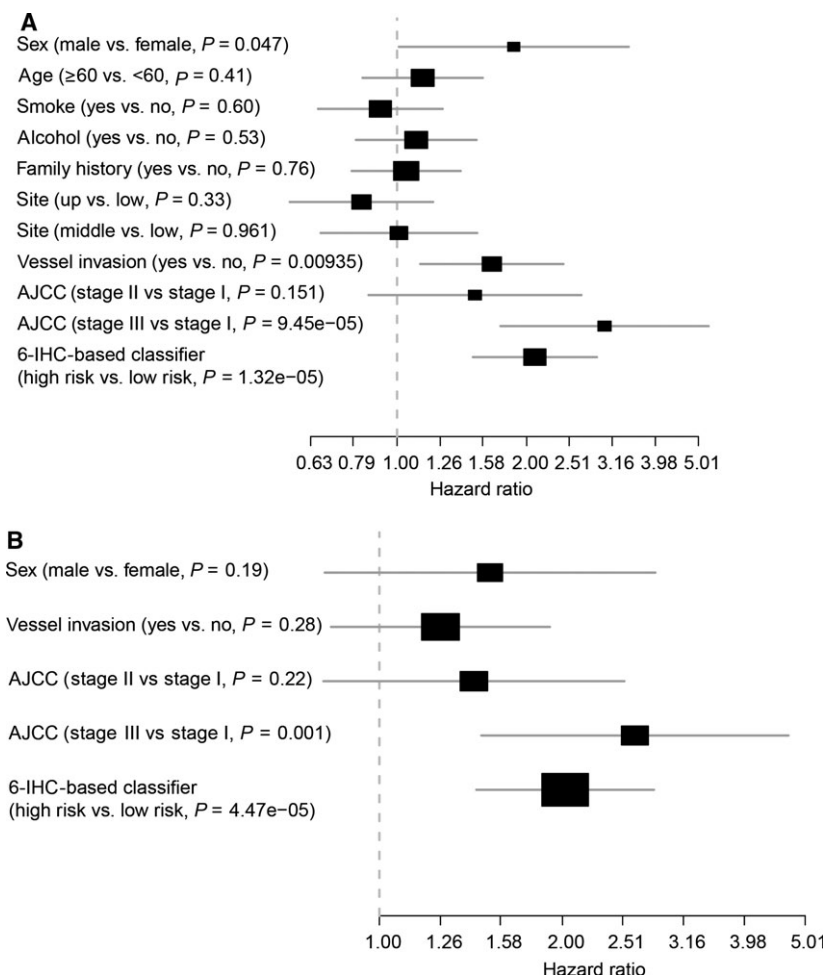 A
Sex (male vs. female, P = 0.047)
Age (≥60 vs. <60, P = 0.41)
Smoke (yes vs. no, P = 0.60)
Alcohol (yes vs. no, P = 0.53)
Family history (yes vs. no, P = 0.76)
Site (up vs. low, P = 0.33)
Site (middle vs. low, P = 0.961)
Vessel invasion (yes vs. no, P = 0.00935)
AJCC (stage II vs stage I, P = 0.151)
AJCC (stage III vs stage I, P = 9.45e−05)
6-IHC-based classifier
(high risk vs. low risk, P = 1.32e−05)
0.63 0.79 1.00 1.26 1.58 2.00 2.51 3.16 3.98 5.01
Hazard ratio
B
Sex (male vs. female, P = 0.19)
Vessel invasion (yes vs. no, P = 0.28)
AJCC (stage II vs stage I, P = 0.22)
AJCC (stage III vs stage I, P = 0.001)
6-IHC-based classifier
(high risk vs. low risk, P = 4.47e−05)
1.00 1.26 1.58 2.00 2.51 3.16 3.98 5.01
Hazard ratio